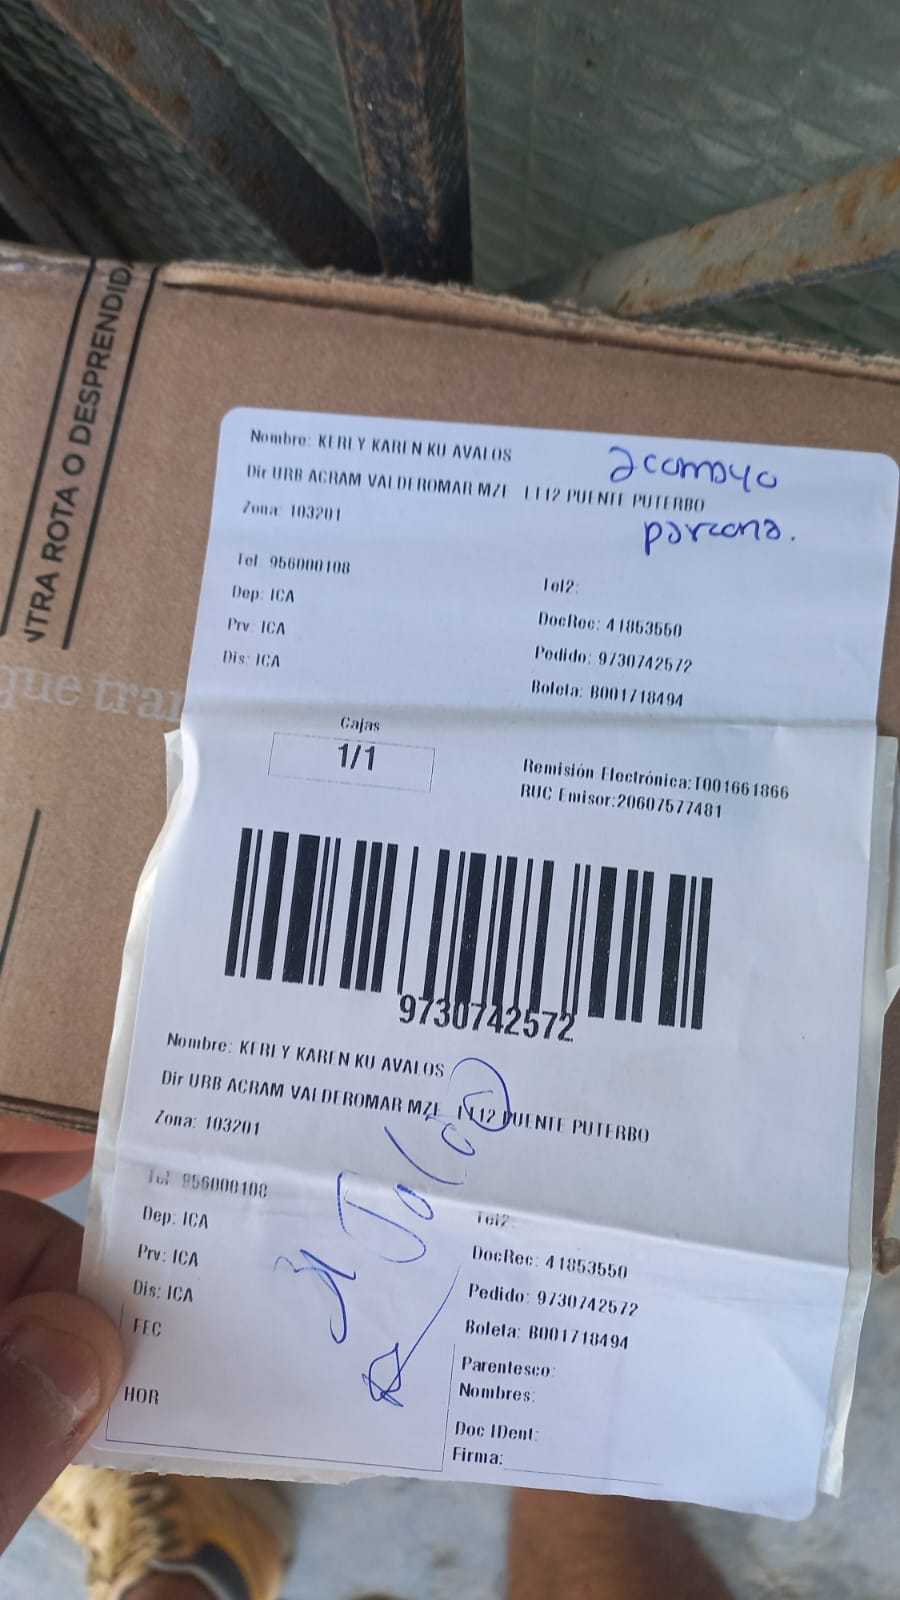 NTRA ROTA O DESPRENDID
que tran
Nombre: KERLY KAREN KU AVALOS
acomayo
Dir URB ACRAM VALDEROMAR MZE LT12 PUENTE PUTERBO
parcona.
Zona: 103201
Tel: 956000108
Tel2:
Dep: ICA
DocRec: 41853550
Prv: ICA
Pedido: 9730742572
Dis: ICA
Boleta: B001718494
Cajas
1/1
Remisión Electrónica:T001661866
RUC Emisor:20607577481
9730742572
Nombre: KERLY KAREN KU AVALOS
Dir URB ACRAM VALDEROMAR MZE LT12 PUENTE PUTERBO
Zona: 103201
Tel: 956000108
Tel2:
Dep: ICA
DocRec: 41853550
Prv: ICA
Pedido: 9730742572
Dis: ICA
Boleta: B001718494
FEC
Parentesco:
Nombres:
HOR
Doc IDent:
Firma: